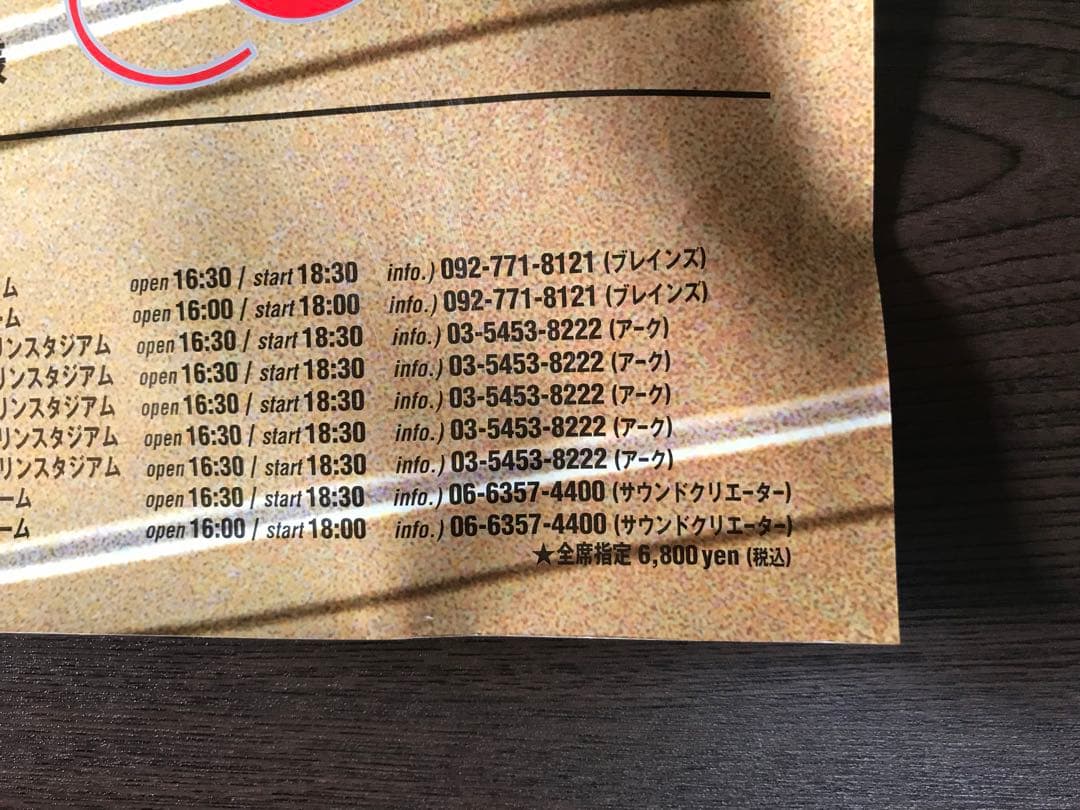 ム open 16:30 / start 18:30 info.) 092-771-8121 (ブレインズ)
ーム open 16:00 / start 18:00 info.) 092-771-8121 (ブレインズ)
リンスタジアム open 16:30 / start 18:30 info.) 03-5453-8222 (アーク)
リンスタジアム open 16:30 / start 18:30 info.) 03-5453-8222 (アーク)
リンスタジアム open 16:30 / start 18:30 info.) 03-5453-8222 (アーク)
リンスタジアム open 16:30 / start 18:30 info.) 03-5453-8222 (アーク)
リンスタジアム open 16:30 / start 18:30 info.) 03-5453-8222 (アーク)
ーム open 16:30 / start 18:30 info.) 06-6357-4400 (サウンドクリエーター)
ーム open 16:00 / start 18:00 info.) 06-6357-4400 (サウンドクリエーター)
★全席指定 6,800 yen (税込)